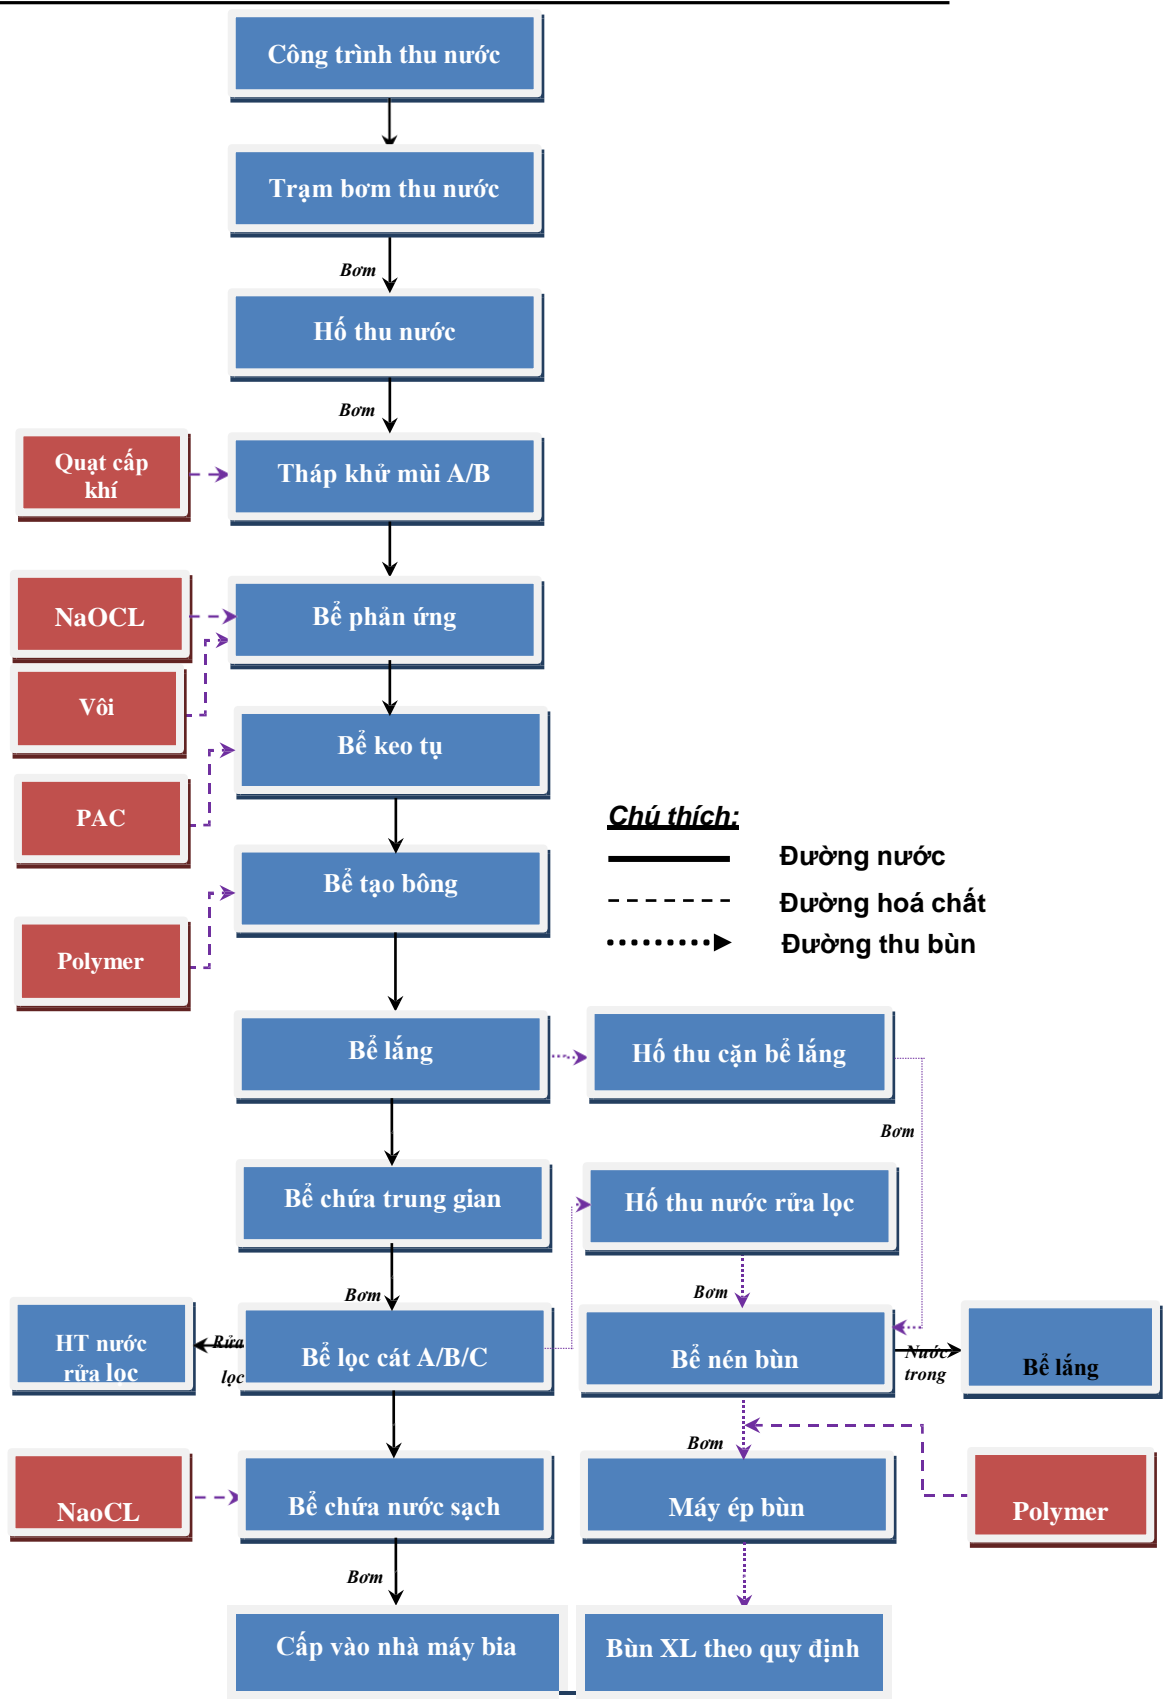 Công trình thu nước
Trạm bơm thu nước
Bơm
Hố thu nước
Bơm
Quạt cấp
khí
Tháp khử mùi A/B
NaOCL
Bể phản ứng
Vôi
Bể keo tụ
PAC
Chú thích:
Đường nước
Đường hoá chất
Đường thu bùn
Bể tạo bông
Polymer
Bể lắng
Hố thu cặn bể lắng
Bơm
Bể chứa trung gian
Hố thu nước rửa lọc
Bơm
Bơm
HT nước
rửa lọc
Rửa
lọc
Bể lọc cát A/B/C
Bể nén bùn
Nước
trong
Bể lắng
Bơm
NaoCL
Bể chứa nước sạch
Máy ép bùn
Polymer
Bơm
Cấp vào nhà máy bia
Bùn XL theo quy định